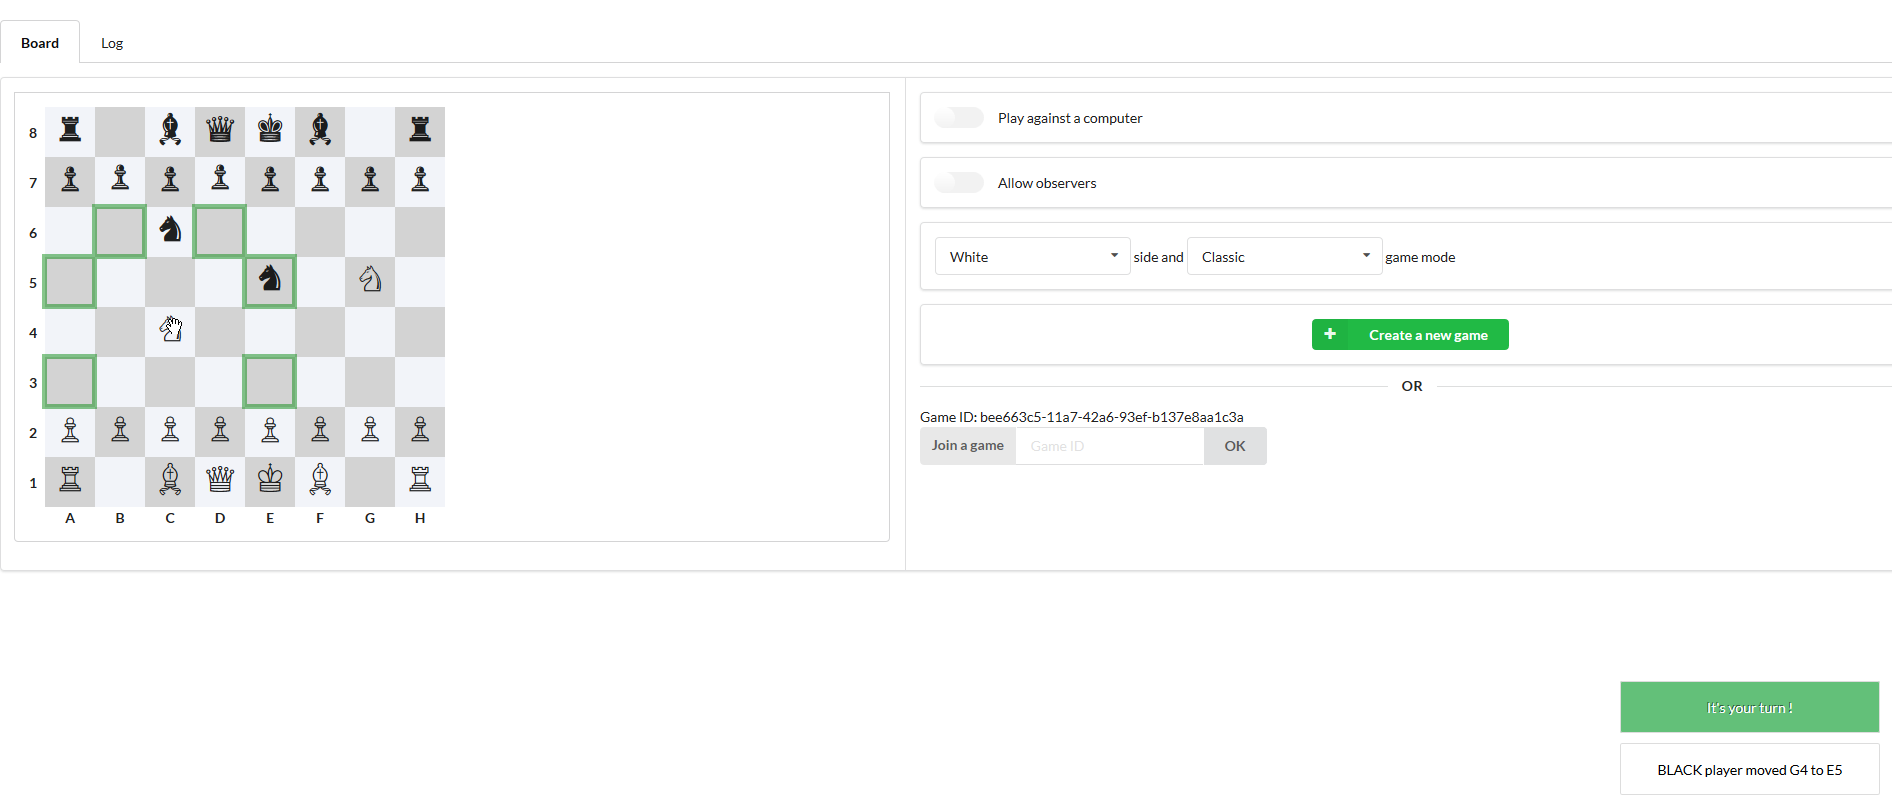 Board Log
8
7
6
5
4
3
2
1
A B C D E F G H
Play against a computer
Allow observers
White side and Classic game mode
Create a new game
OR
Game ID: bee663c5-11a7-42a6-93ef-b137e8aa1c3a
Join a game Game ID OK
It's your turn !
BLACK player moved G4 to E5